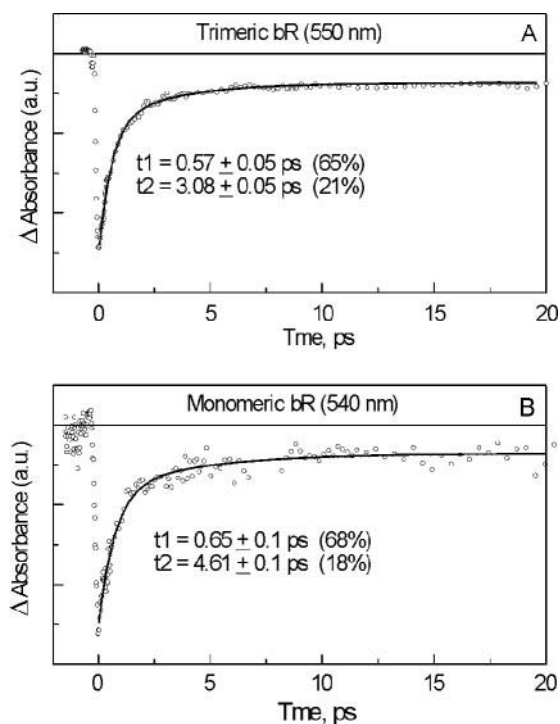 Trimeric bR (550 nm)
A
Δ Absorbance (a.u.)
t1 = 0.57 ± 0.05 ps (65%)
t2 = 3.08 ± 0.05 ps (21%)
0 5 10 15 20
Tme, ps
Monomeric bR (540 nm)
B
Δ Absorbance (a.u.)
t1 = 0.65 ± 0.1 ps (68%)
t2 = 4.61 ± 0.1 ps (18%)
0 5 10 15 20
Tme, ps